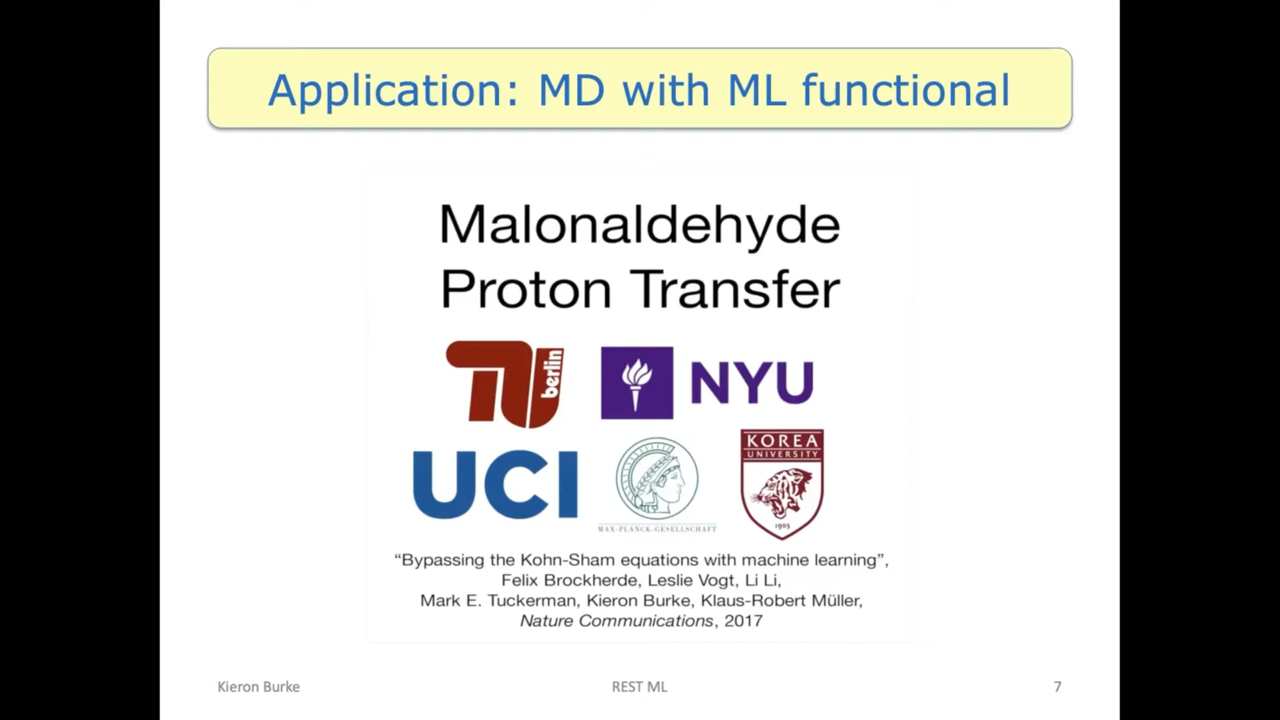 Application: MD with ML functional
Malonaldehyde
Proton Transfer
berlin
NYU
UCI
MAX-PLANCK-GESELLSCHAFT
KOREA
UNIVERSITY
1905
“Bypassing the Kohn-Sham equations with machine learning”,
Felix Brockherde, Leslie Vogt, Li Li,
Mark E. Tuckerman, Kieron Burke, Klaus-Robert Müller,
Nature Communications, 2017
Kieron Burke
REST ML
7